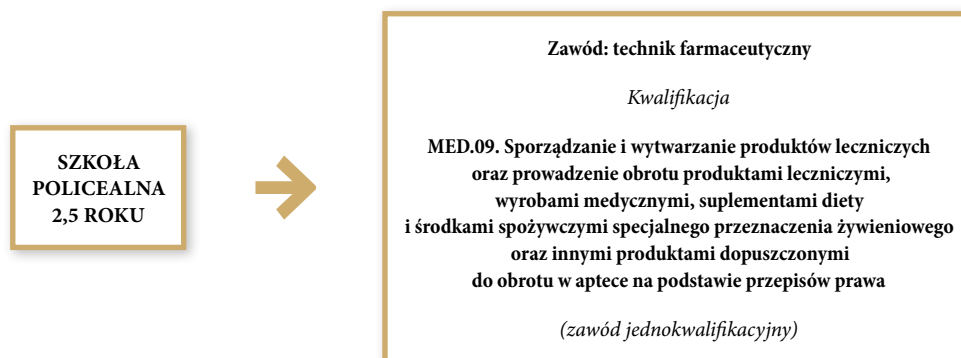 SZKOŁA
POLICEALNA
2,5 ROKU
Zawód: technik farmaceutyczny
Kwalifikacja
MED.09. Sporządzanie i wytwarzanie produktów leczniczych
oraz prowadzenie obrotu produktami leczniczymi,
wyrobami medycznymi, suplementami diety
i środkami spożywczymi specjalnego przeznaczenia żywieniowego
oraz innymi produktami dopuszczonymi
do obrotu w aptece na podstawie przepisów prawa
(zawód jednokwalifikacyjny)